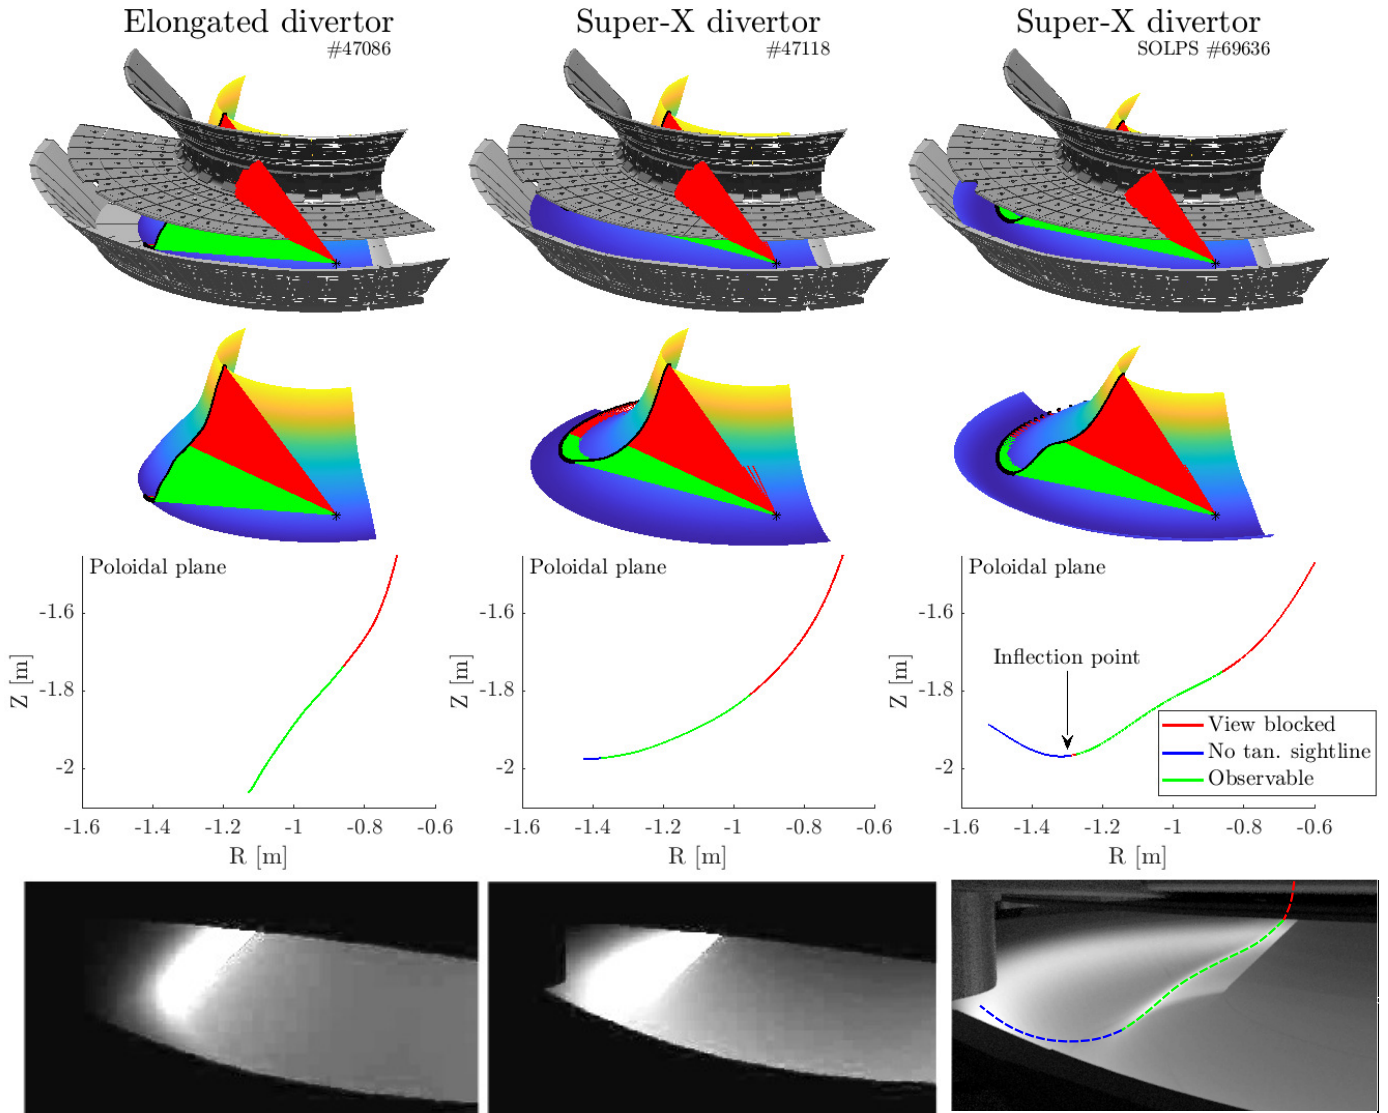 Elongated divertor
#47086
Super-X divertor
#47118
Super-X divertor
SOLPS #69636
Poloidal plane
-1.6
-1.8
-2
Z [m]
-1.6 -1.4 -1.2 -1 -0.8 -0.6
R [m]
Poloidal plane
-1.6
-1.8
-2
Z [m]
-1.6 -1.4 -1.2 -1 -0.8 -0.6
R [m]
Poloidal plane
-1.6
-1.8
-2
Z [m]
Inflection point
View blocked
No tan. sightline
Observable
-1.6 -1.4 -1.2 -1 -0.8 -0.6
R [m]